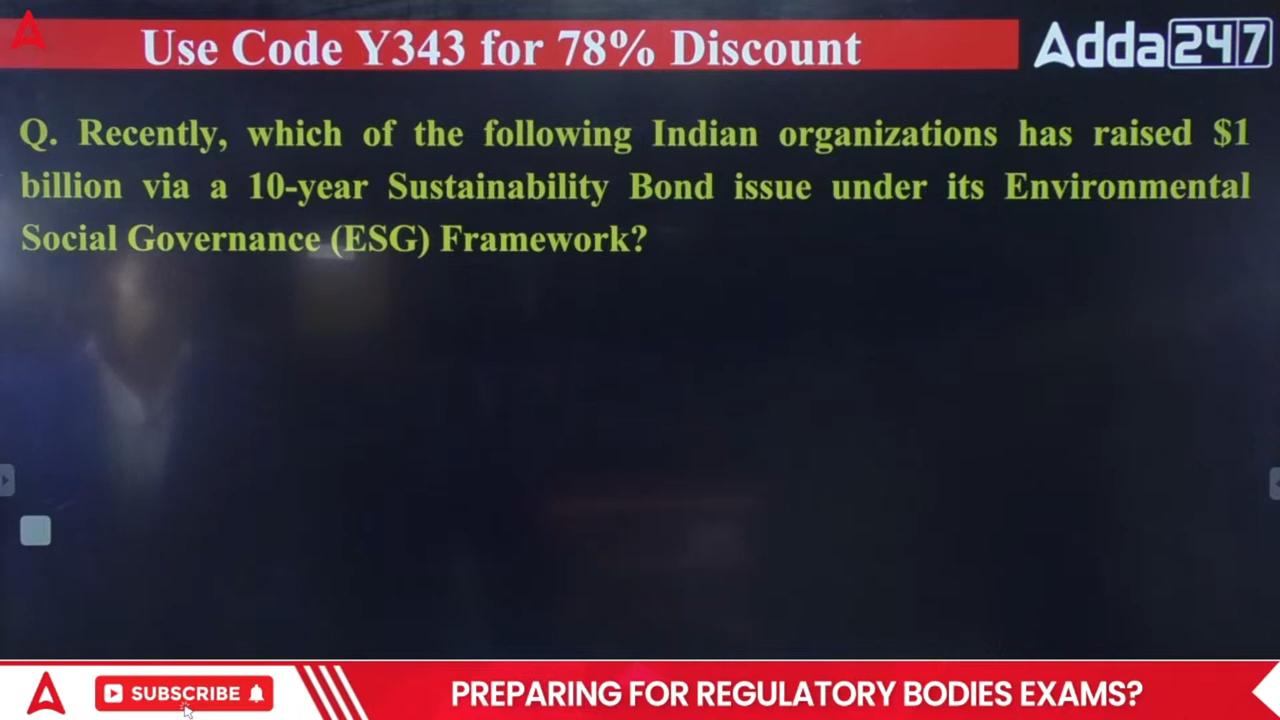 Use Code Y343 for 78% Discount
Adda247
Q. Recently, which of the following Indian organizations has raised $1
billion via a 10-year Sustainability Bond issue under its Environmental
Social Governance (ESG) Framework?
SUBSCRIBE
PREPARING FOR REGULATORY BODIES EXAMS?